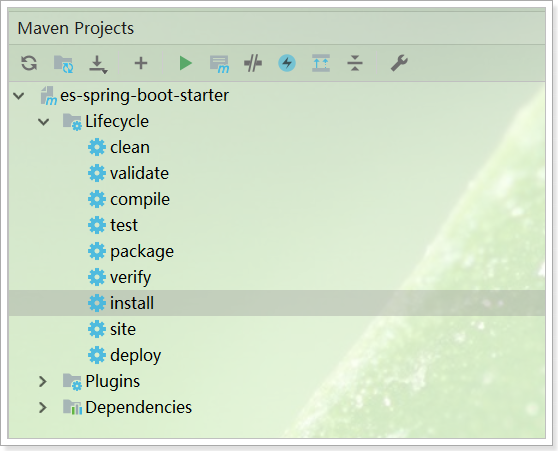 Maven Projects
es-spring-boot-starter
Lifecycle
clean
validate
compile
test
package
verify
install
site
deploy
Plugins
Dependencies